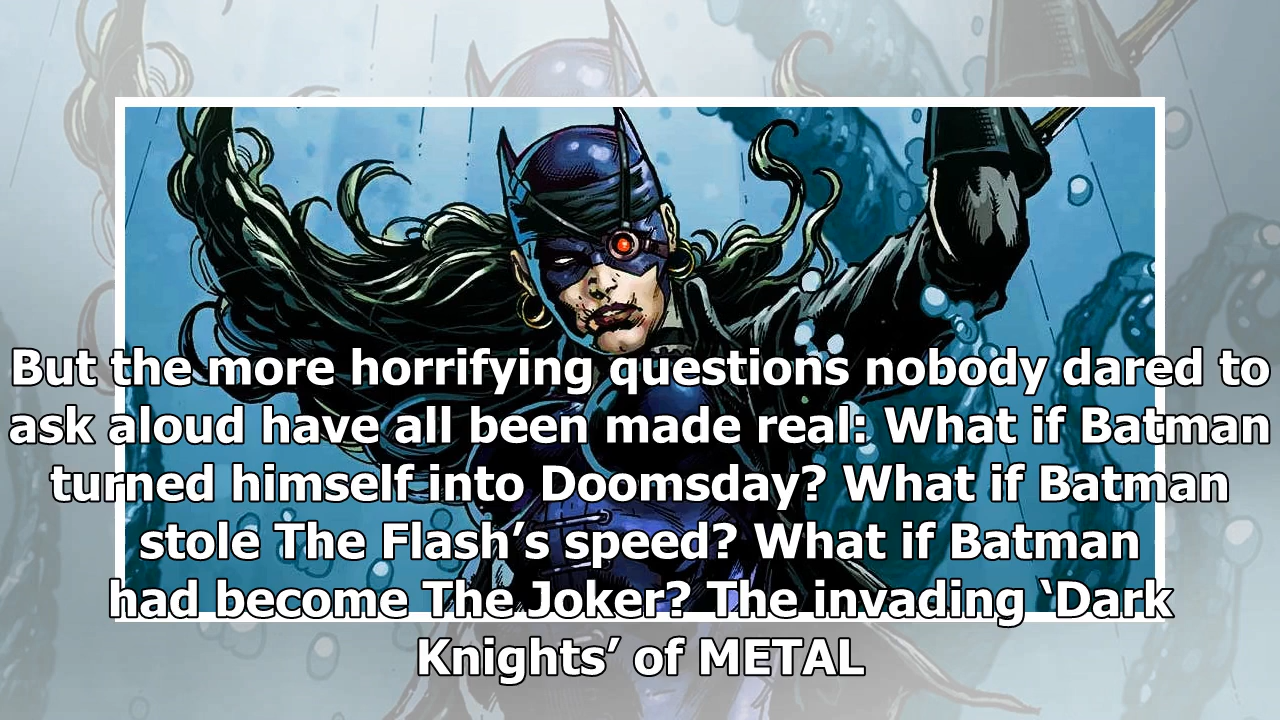 But the more horrifying questions nobody dared to
ask aloud have all been made real: What if Batman
turned himself into Doomsday? What if Batman
stole The Flash’s speed? What if Batman
had become The Joker? The invading ‘Dark
Knights’ of METAL